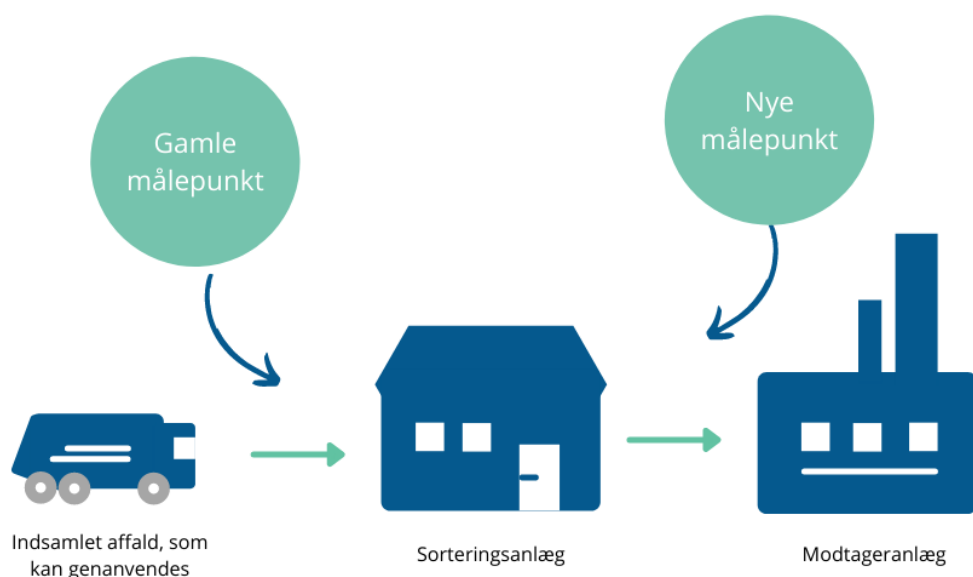 Gamle
målepunkt
Nye
målepunkt
Indsamlet affald, som
kan genanvendes
Sorteringsanlæg
Modtageranlæg